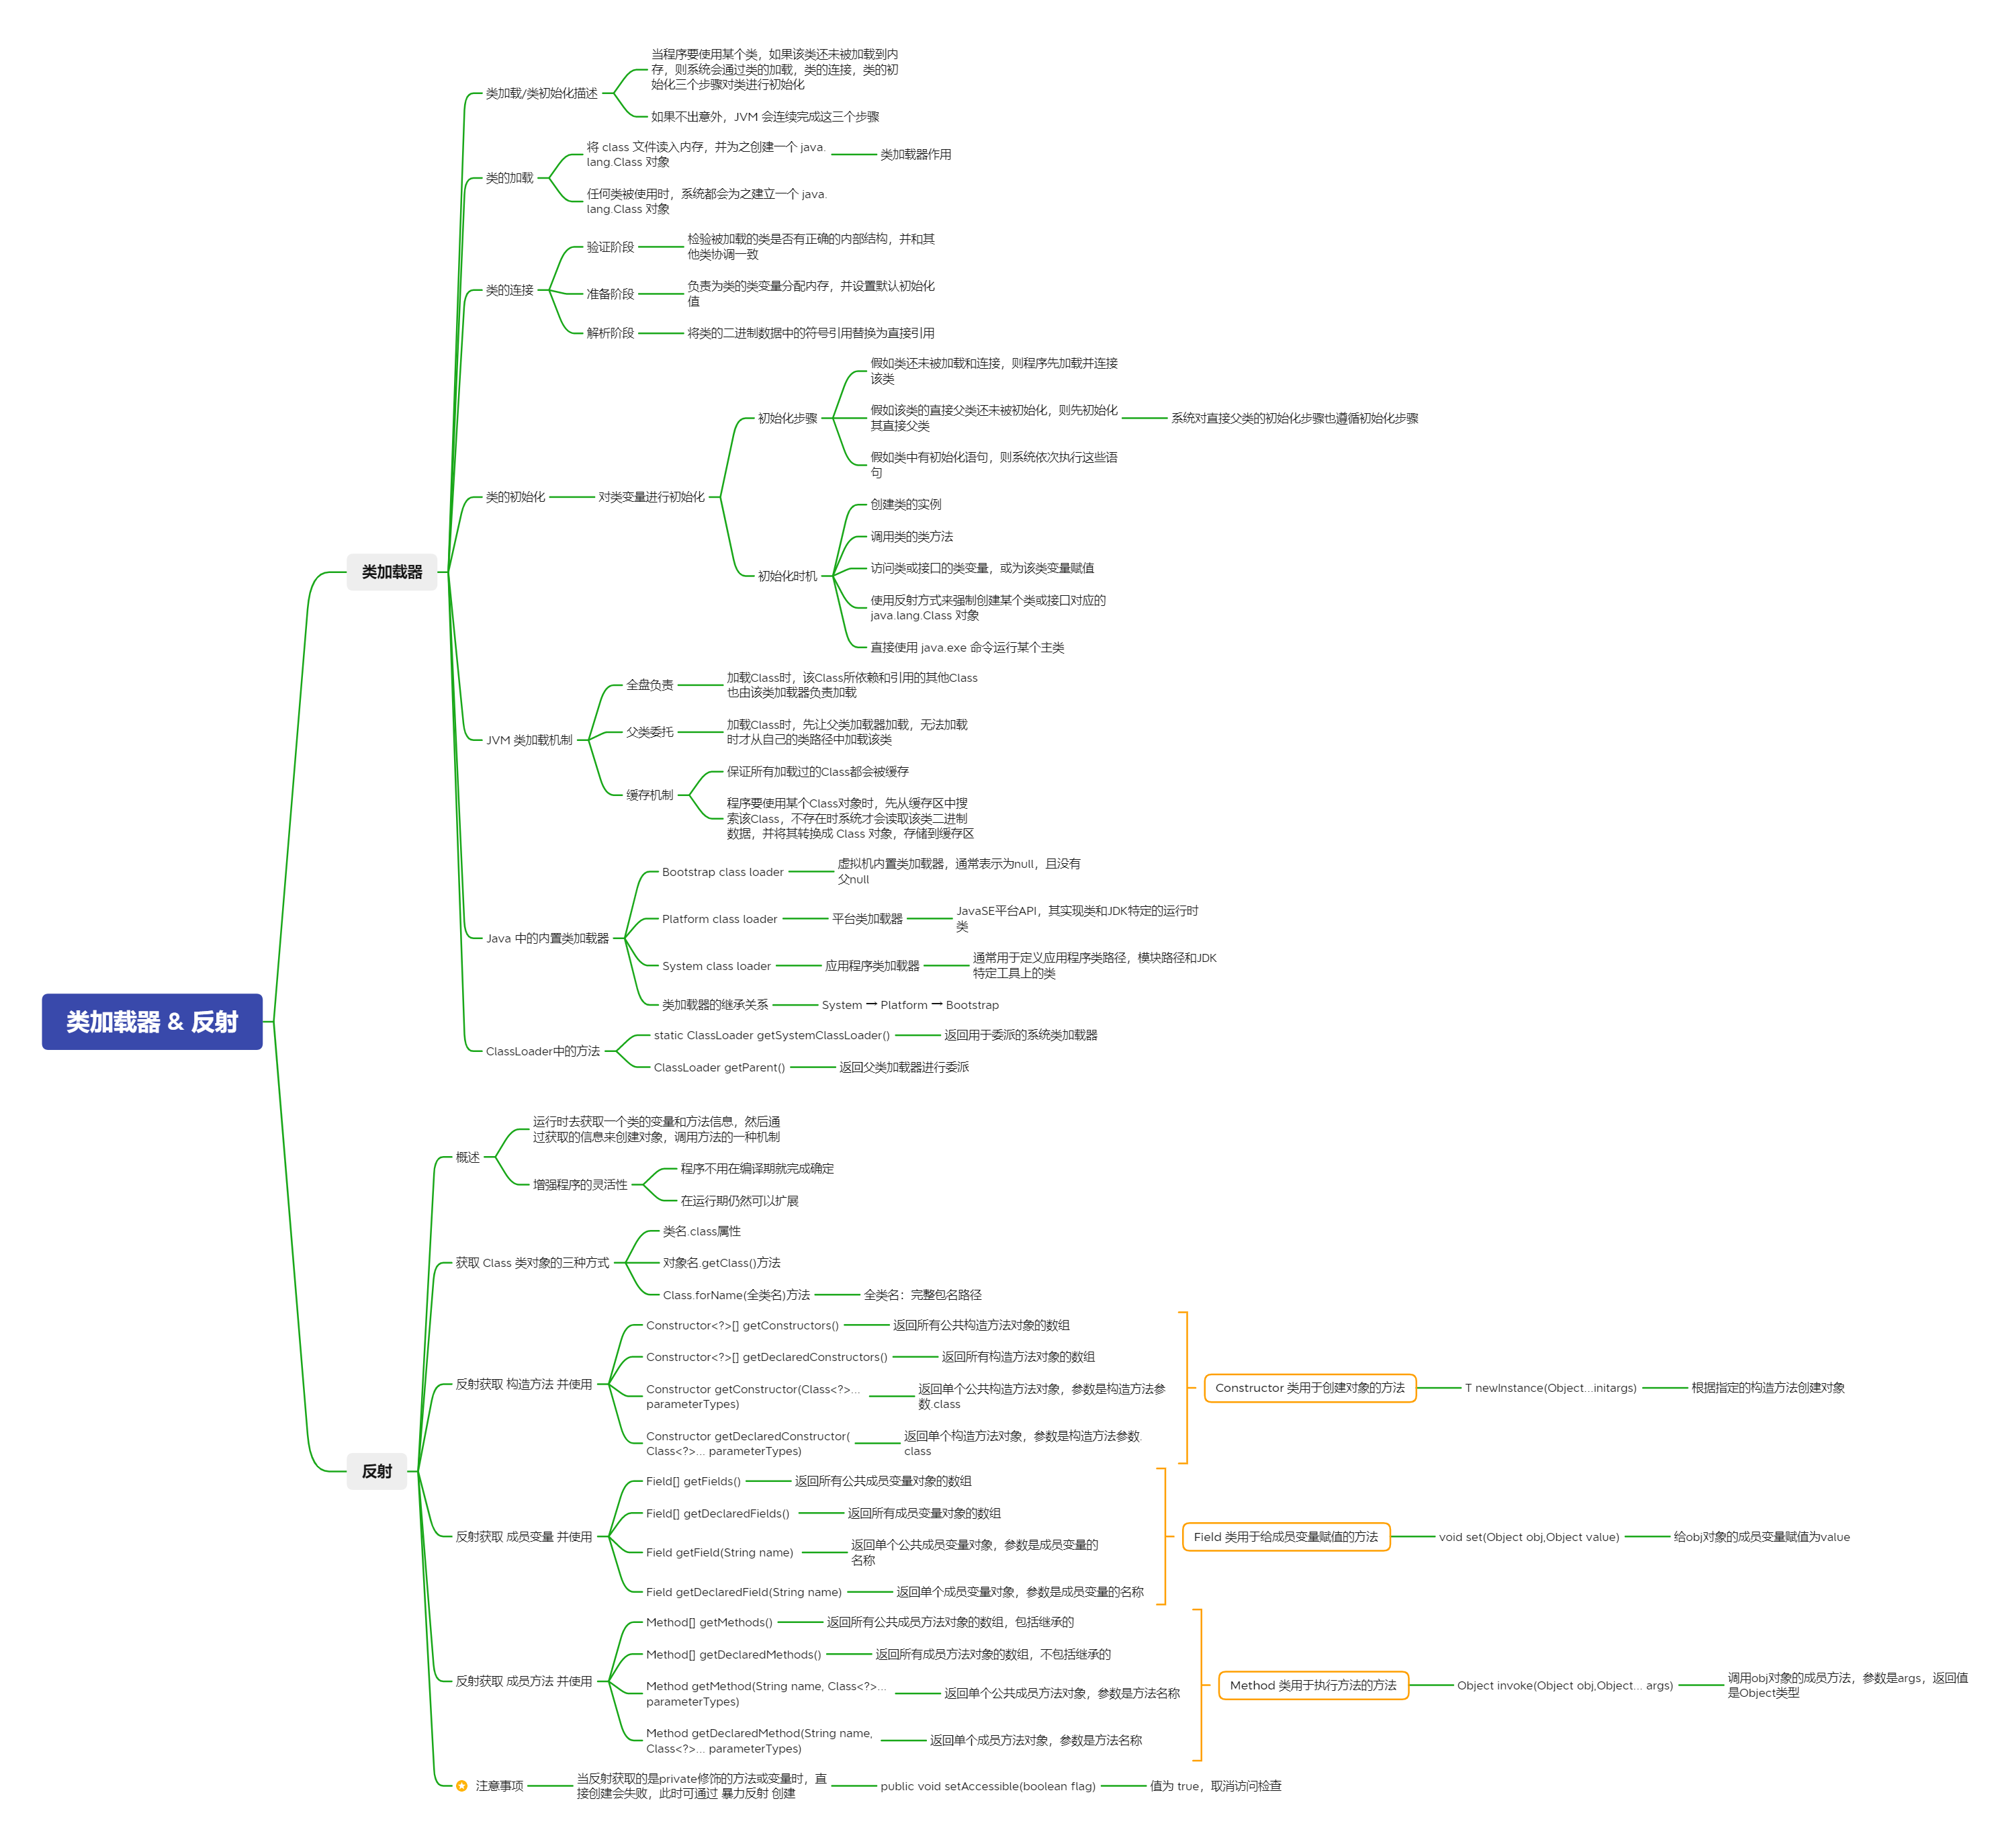 类加载器 & 反射
类加载器
类加载/类初始化描述
当程序要使用某个类，如果该类还未被加载到内
存，则系统会通过类的加载，类的连接，类的初
始化三个步骤对类进行初始化
如果不出意外，JVM 会连续完成这三个步骤
类的加载
将 class 文件读入内存，并为之创建一个 java.
lang.Class 对象
类加载器作用
任何类被使用时，系统都会为之建立一个 java.
lang.Class 对象
类的连接
验证阶段
检验被加载的类是否有正确的内部结构，并和其
他类协调一致
准备阶段
负责为类的类变量分配内存，并设置默认初始化
值
解析阶段
将类的二进制数据中的符号引用替换为直接引用
类的初始化
对类变量进行初始化
初始化步骤
假如类还未被加载和连接，则程序先加载并连接
该类
假如该类的直接父类还未被初始化，则先初始化
其直接父类
系统对直接父类的初始化步骤也遵循初始化步骤
假如类中有初始化语句，则系统依次执行这些语
句
初始化时机
创建类的实例
调用类的类方法
访问类或接口的类变量，或为该类变量赋值
使用反射方式来强制创建某个类或接口对应的
java.lang.Class 对象
直接使用 java.exe 命令运行某个主类
JVM 类加载机制
全盘负责
加载Class时，该Class所依赖和引用的其他Class
也由该类加载器负责加载
父类委托
加载Class时，先让父类加载器加载，无法加载
时才从自己的类路径中加载该类
缓存机制
保证所有加载过的Class都会被缓存
程序要使用某个Class对象时，先从缓存区中搜
索该Class，不存在时系统才会读取该类二进制
数据，并将其转换成 Class 对象，存储到缓存区
Java 中的内置类加载器
Bootstrap class loader
虚拟机内置类加载器，通常表示为null，且没有
父null
Platform class loader
平台类加载器
JavaSE平台API，其实现类和JDK特定的运行时
类
System class loader
应用程序类加载器
通常用于定义应用程序类路径，模块路径和JDK
特定工具上的类
类加载器的继承关系
System → Platform → Bootstrap
ClassLoader中的方法
static ClassLoader getSystemClassLoader()
返回用于委派的系统类加载器
ClassLoader getParent()
返回父类加载器进行委派
反射
概述
运行时去获取一个类的变量和方法信息，然后通
过获取的信息来创建对象，调用方法的一种机制
增强程序的灵活性
程序不用在编译期就完成确定
在运行期仍然可以扩展
获取 Class 类对象的三种方式
类名.class属性
对象名.getClass()方法
Class.forName(全类名)方法
全类名：完整包名路径
反射获取 构造方法 并使用
Constructor<?>[] getConstructors()
返回所有公共构造方法对象的数组
Constructor<?>[] getDeclaredConstructors()
返回所有构造方法对象的数组
Constructor getConstructor(Class<?>...
parameterTypes)
返回单个公共构造方法对象，参数是构造方法参
数.class
Constructor getDeclaredConstructor(
Class<?>... parameterTypes)
返回单个构造方法对象，参数是构造方法参数.
class
Constructor 类用于创建对象的方法
T newInstance(Object...initargs)
根据指定的构造方法创建对象
反射获取 成员变量 并使用
Field[] getFields()
返回所有公共成员变量对象的数组
Field[] getDeclaredFields()
返回所有成员变量对象的数组
Field getField(String name)
返回单个公共成员变量对象，参数是成员变量的
名称
Field getDeclaredField(String name)
返回单个成员变量对象，参数是成员变量的名称
Field 类用于给成员变量赋值的方法
void set(Object obj,Object value)
给obj对象的成员变量赋值为value
反射获取 成员方法 并使用
Method[] getMethods()
返回所有公共成员方法对象的数组，包括继承的
Method[] getDeclaredMethods()
返回所有成员方法对象的数组，不包括继承的
Method getMethod(String name, Class<?>...
parameterTypes)
返回单个公共成员方法对象，参数是方法名称
Method getDeclaredMethod(String name,
Class<?>... parameterTypes)
返回单个成员方法对象，参数是方法名称
Method 类用于执行方法的方法
Object invoke(Object obj,Object... args)
调用obj对象的成员方法，参数是args，返回值
是Object类型
注意事项
当反射获取的是private修饰的方法或变量时，直
接创建会失败，此时可通过 暴力反射 创建
public void setAccessible(boolean flag)
值为 true，取消访问检查